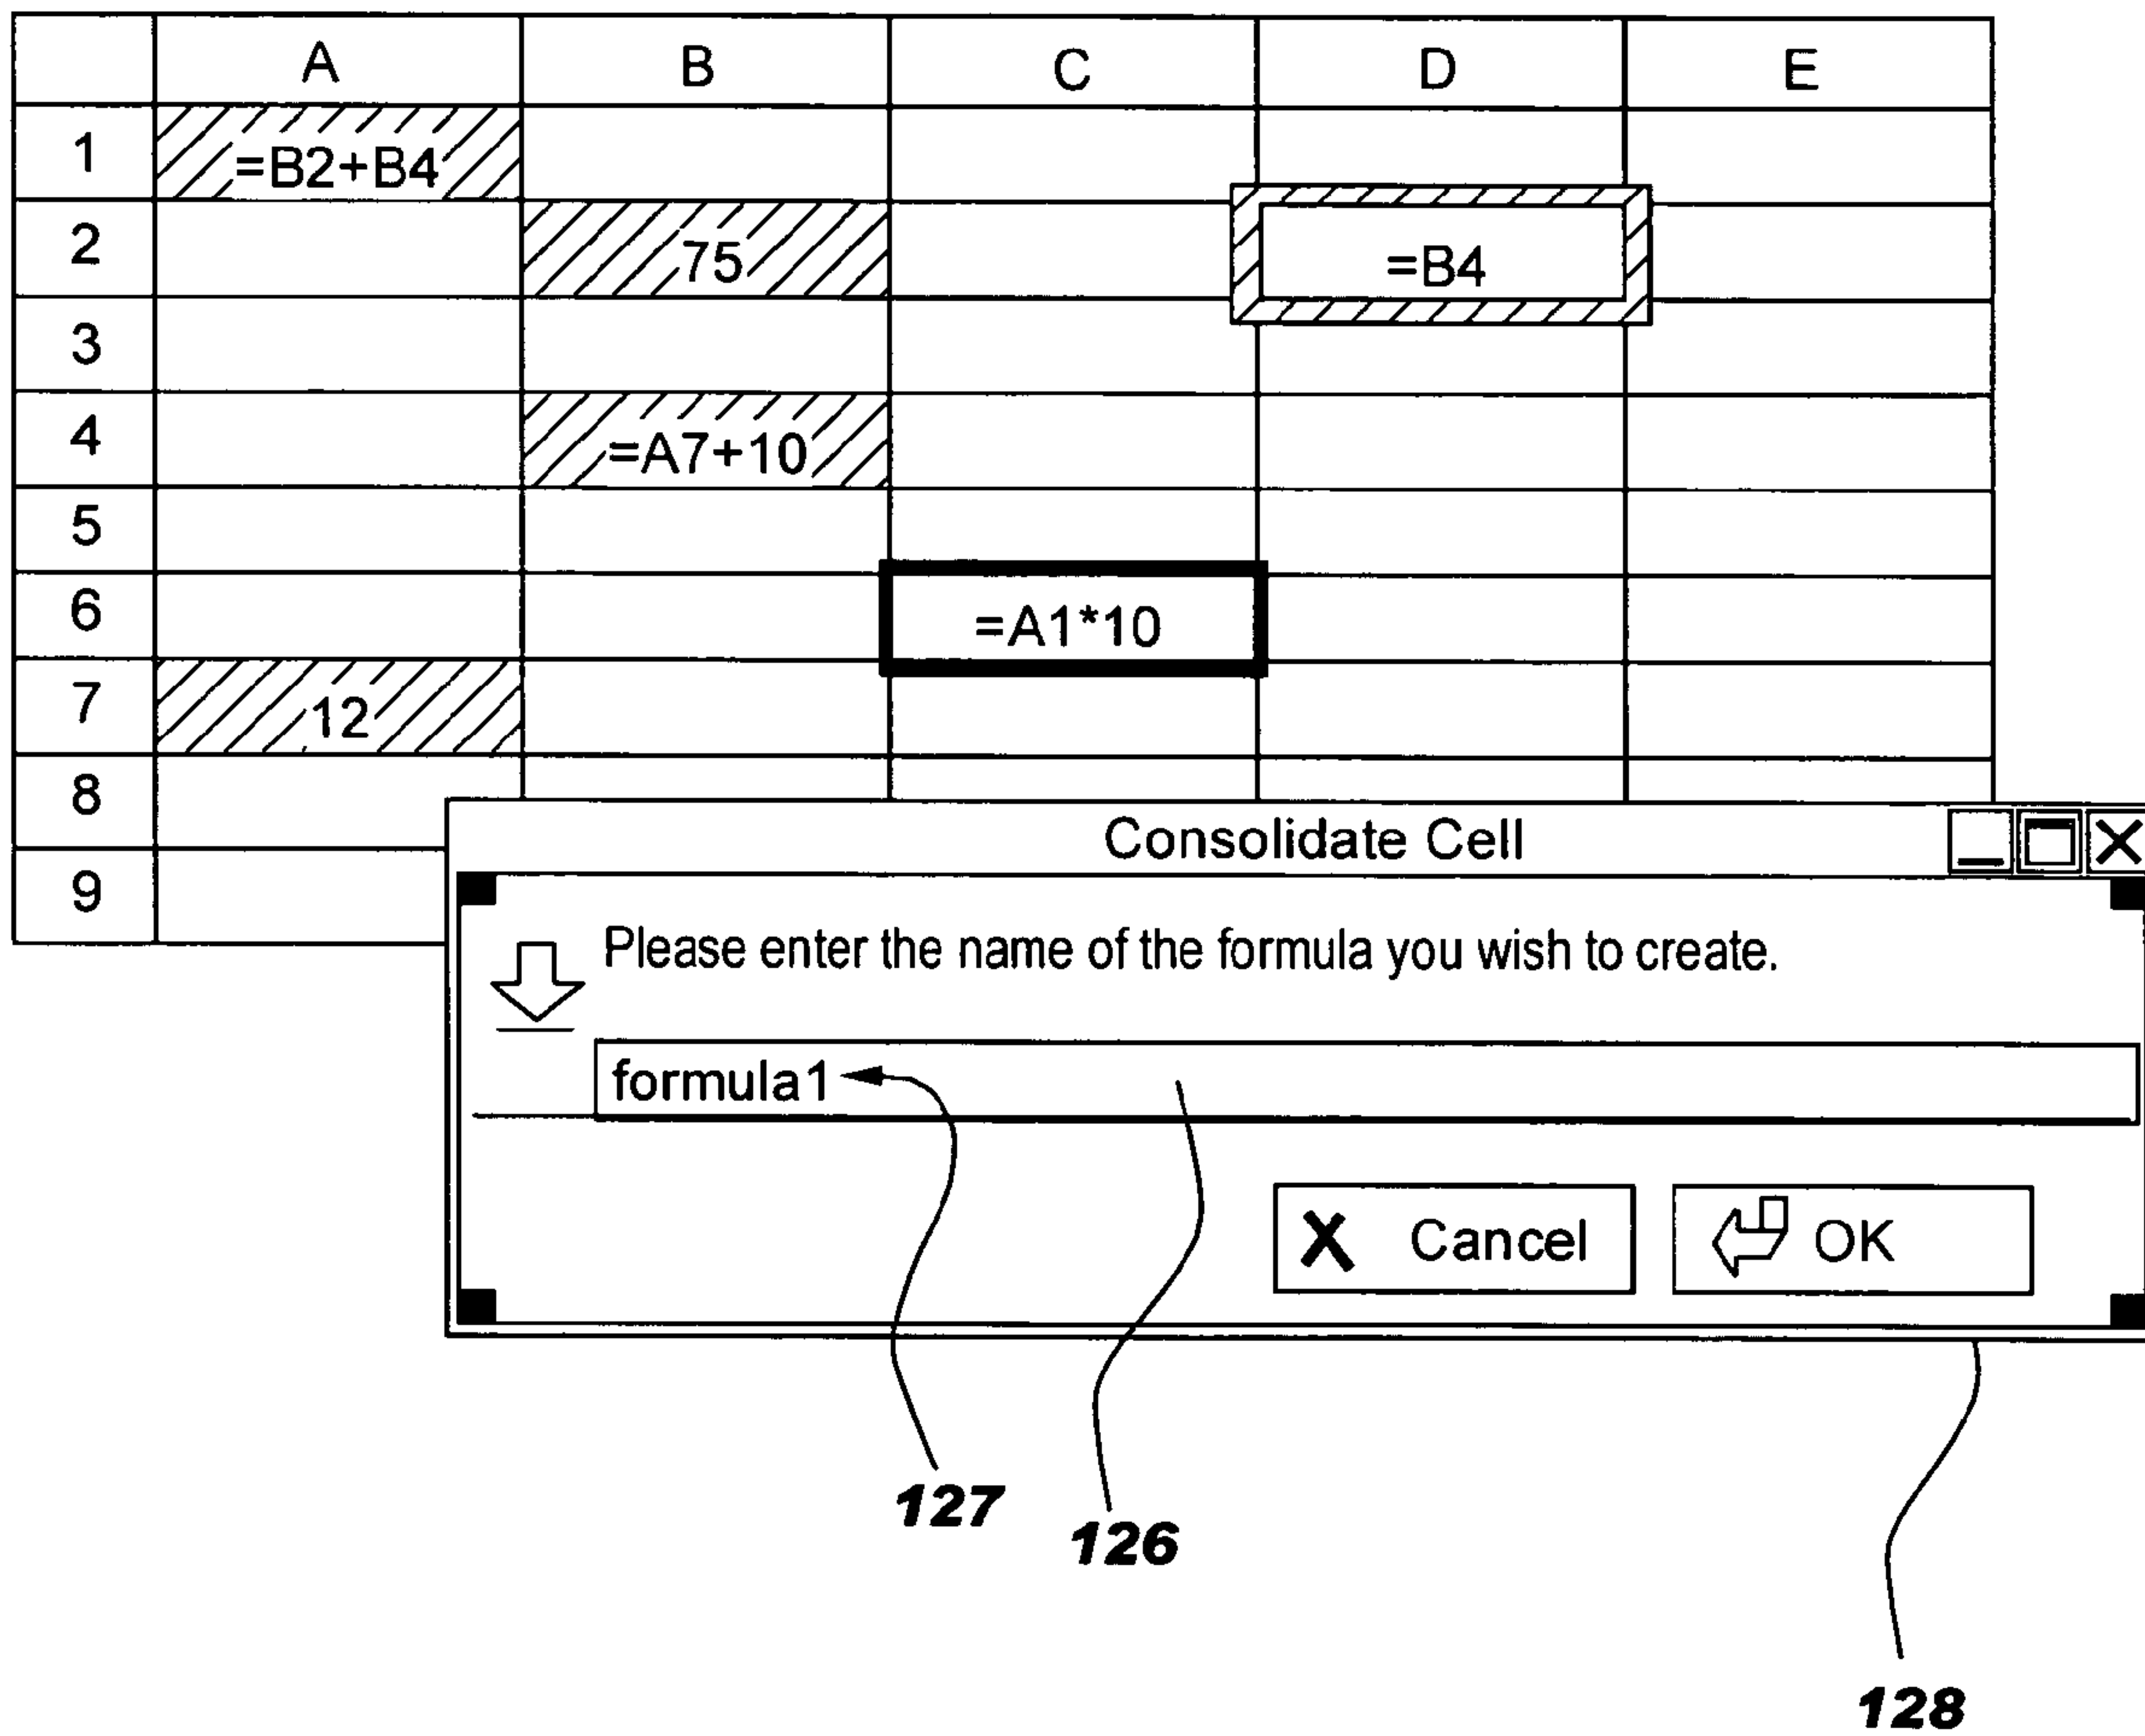 A B C D E
1 =B2+B4
2 75 =B4
3
4 =A7+10
5
6 =A1*10
7 12
8
9
Consolidate Cell
Please enter the name of the formula you wish to create.
formula1
X Cancel OK
127
126
128